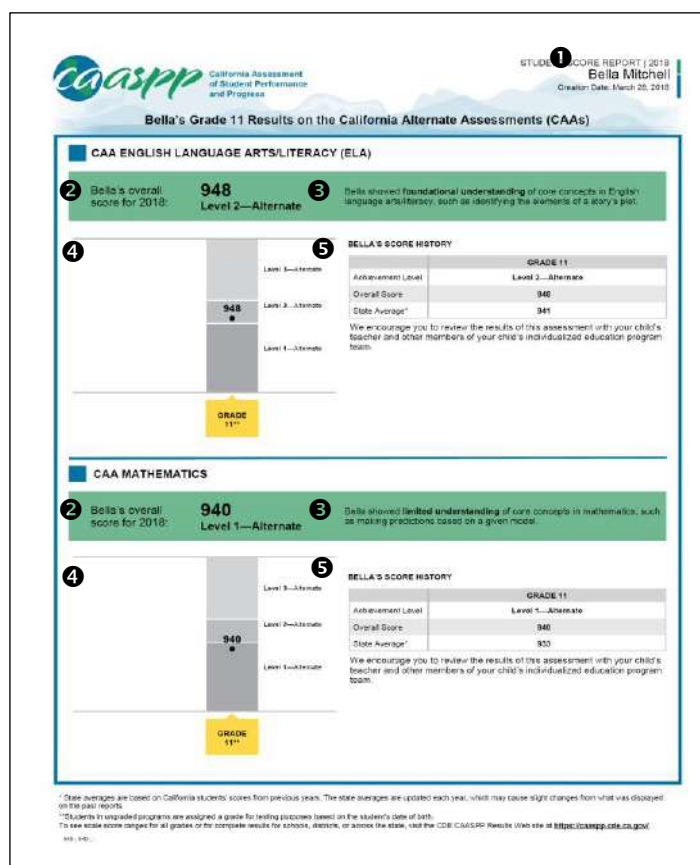 ❶
caaspp
California Assessment
of Student Performance
and Progress
STUDENT SCORE REPORT | 2018
Bella Mitchell
Creation Date: March 28, 2018
Bella's Grade 11 Results on the California Alternate Assessments (CAAs)
CAA ENGLISH LANGUAGE ARTS/LITERACY (ELA)
❷ Bella's overall
score for 2018:
948
Level 2—Alternate
❸ Bella showed foundational understanding of core concepts in English
language arts/literacy, such as identifying the elements of a story's plot.
❹
Level 3—Alternate
948
Level 2—Alternate
Level 1—Alternate
GRADE
11**
❺ BELLA'S SCORE HISTORY
GRADE 11
Achievement Level Level 2—Alternate
Overall Score 948
State Average* 941
We encourage you to review the results of this assessment with your child's
teacher and other members of your child's individualized education program
team.
CAA MATHEMATICS
❷ Bella's overall
score for 2018:
940
Level 1—Alternate
❸ Bella showed limited understanding of core concepts in mathematics, such
as making predictions based on a given model.
❹
Level 3—Alternate
Level 2—Alternate
940
Level 1—Alternate
GRADE
11**
❺ BELLA'S SCORE HISTORY
GRADE 11
Achievement Level Level 1—Alternate
Overall Score 940
State Average* 933
We encourage you to review the results of this assessment with your child's
teacher and other members of your child's individualized education program
team.
* State averages are based on California students' scores from previous years. The state averages are updated each year, which may cause slight changes from what was displayed
on the past reports.
**Students in ungraded programs are assigned a grade for testing purposes based on the student's date of birth.
To see scale score ranges for all grades or for complete results for schools, districts, or across the state, visit the CDE CAASPP Results Web site at https://caaspp.cde.ca.gov/.